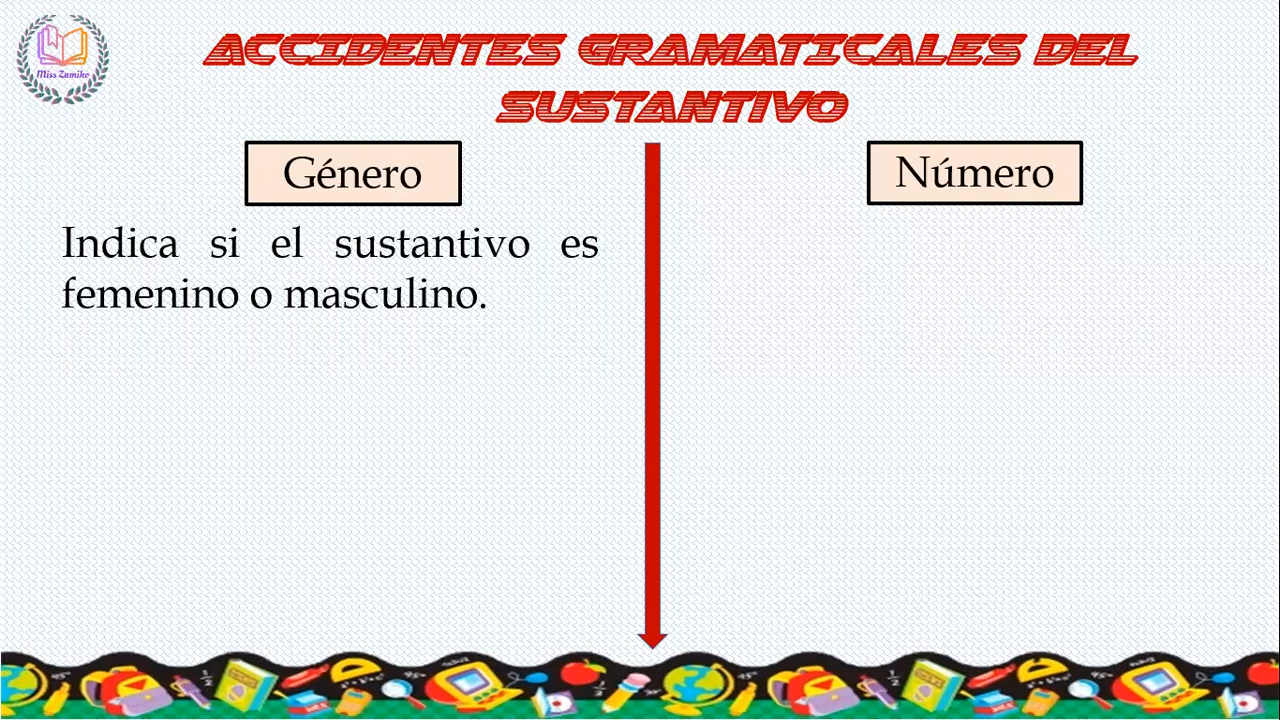 Miss Zumiko
ACCIDENTES GRAMATICALES DEL
SUSTANTIVO
Género
Indica si el sustantivo es
femenino o masculino.
Número